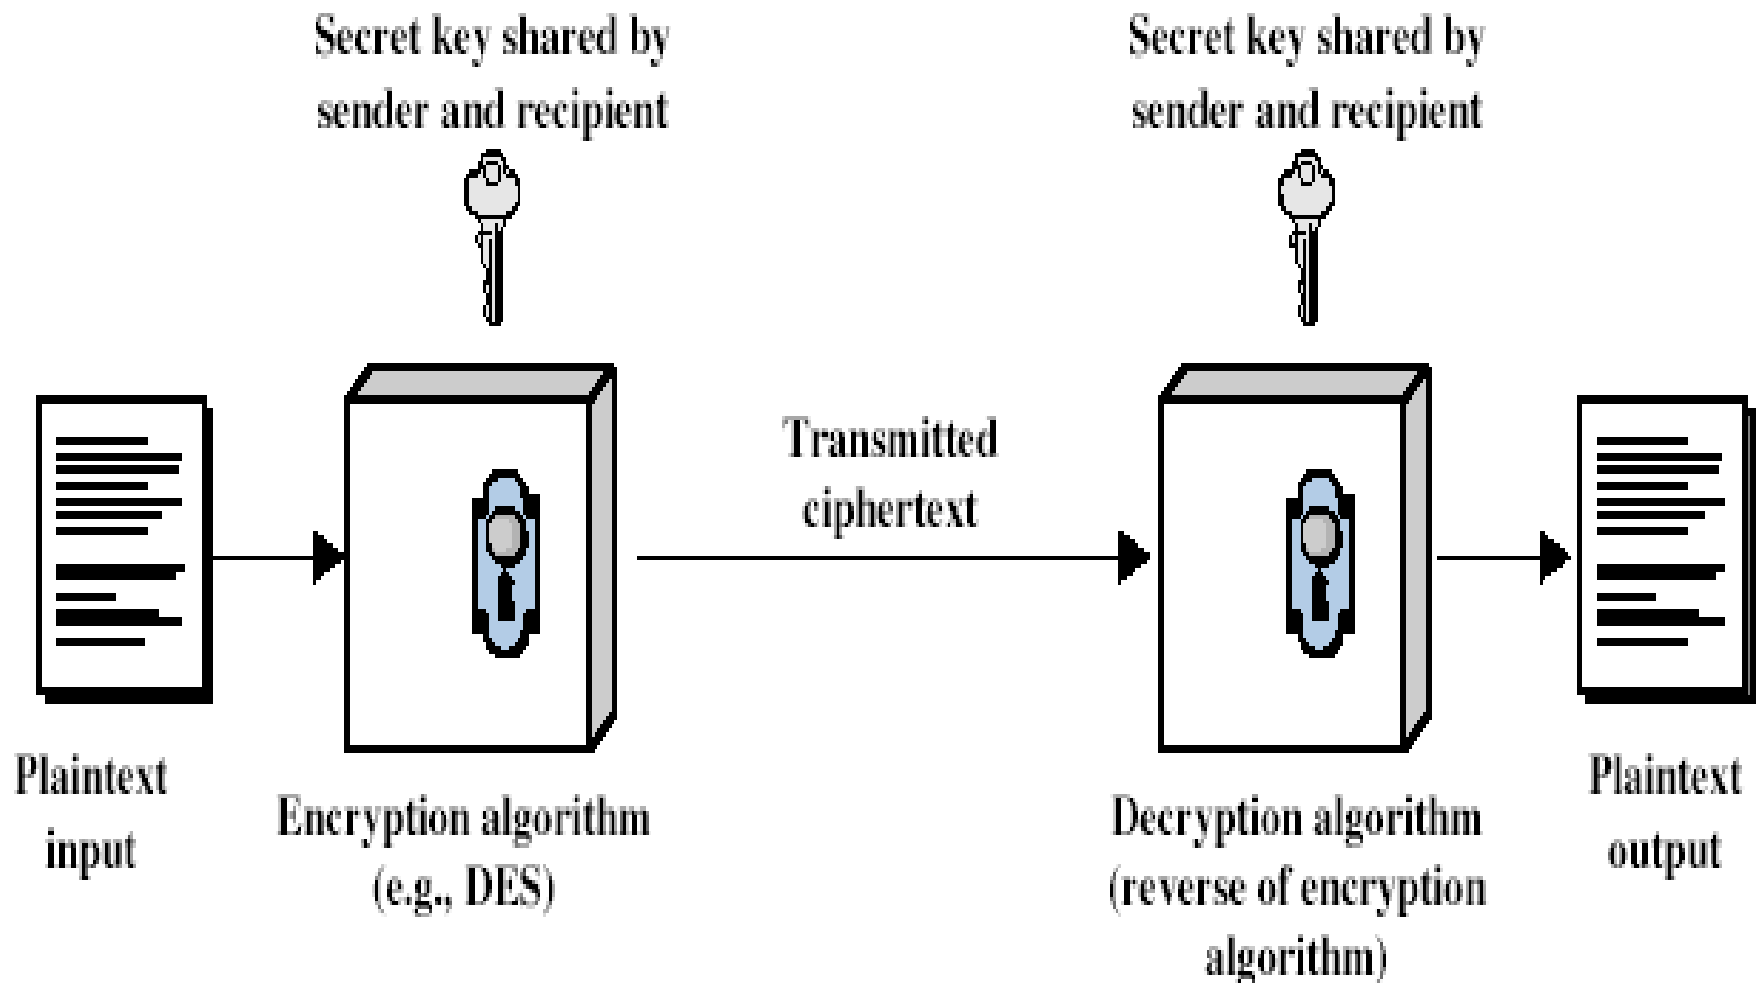 Secret key shared by
sender and recipient
Secret key shared by
sender and recipient
Transmitted
ciphertext
Plaintext
input
Encryption algorithm
(e.g., DES)
Decryption algorithm
(reverse of encryption
algorithm)
Plaintext
output